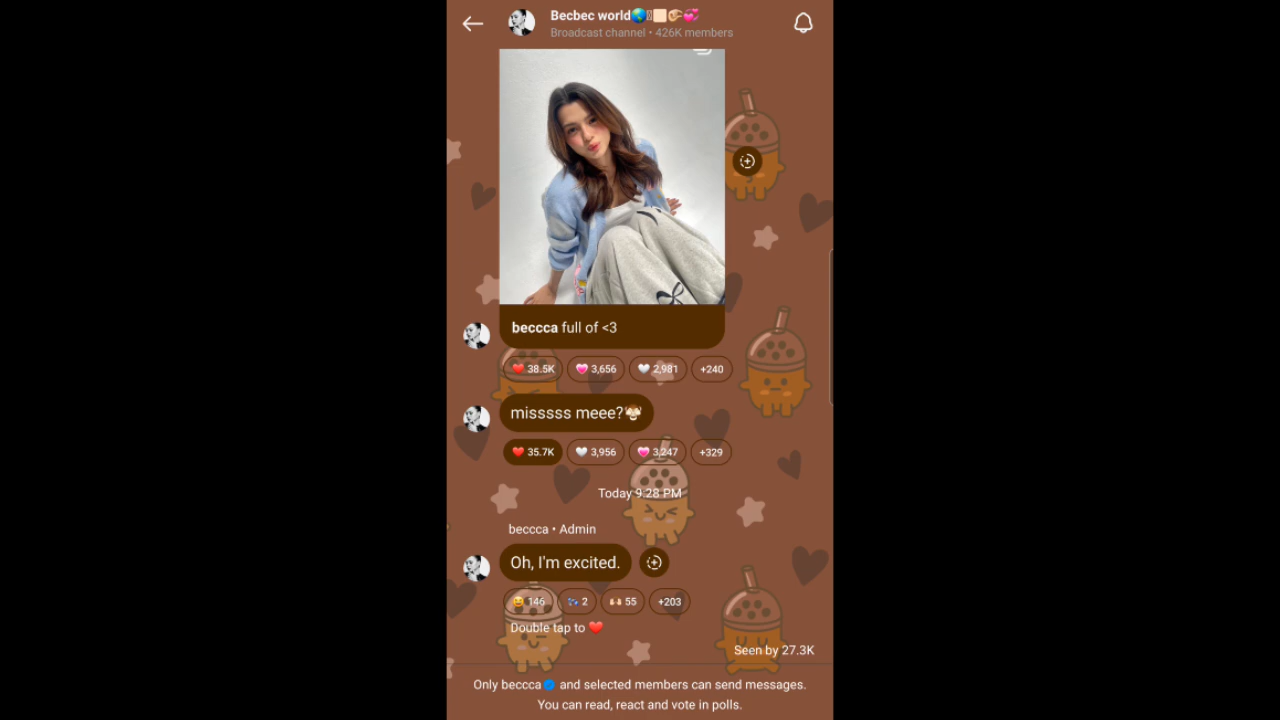 Becbec world🌎🫰🏻🤏🏼💞
Broadcast channel • 426K members
beccca full of <3
❤️ 38.5K 💗 3,656 🤍 2,981 +240
misssss meee?🐮
❤️ 35.7K 🤍 3,956 💗 3,247 +329
Today 9:28 PM
beccca • Admin
Oh, I'm excited.
😆 146 2 🙌🏻 55 +203
Double tap to ❤️
Seen by 27.3K
Only beccca and selected members can send messages.
You can read, react and vote in polls.